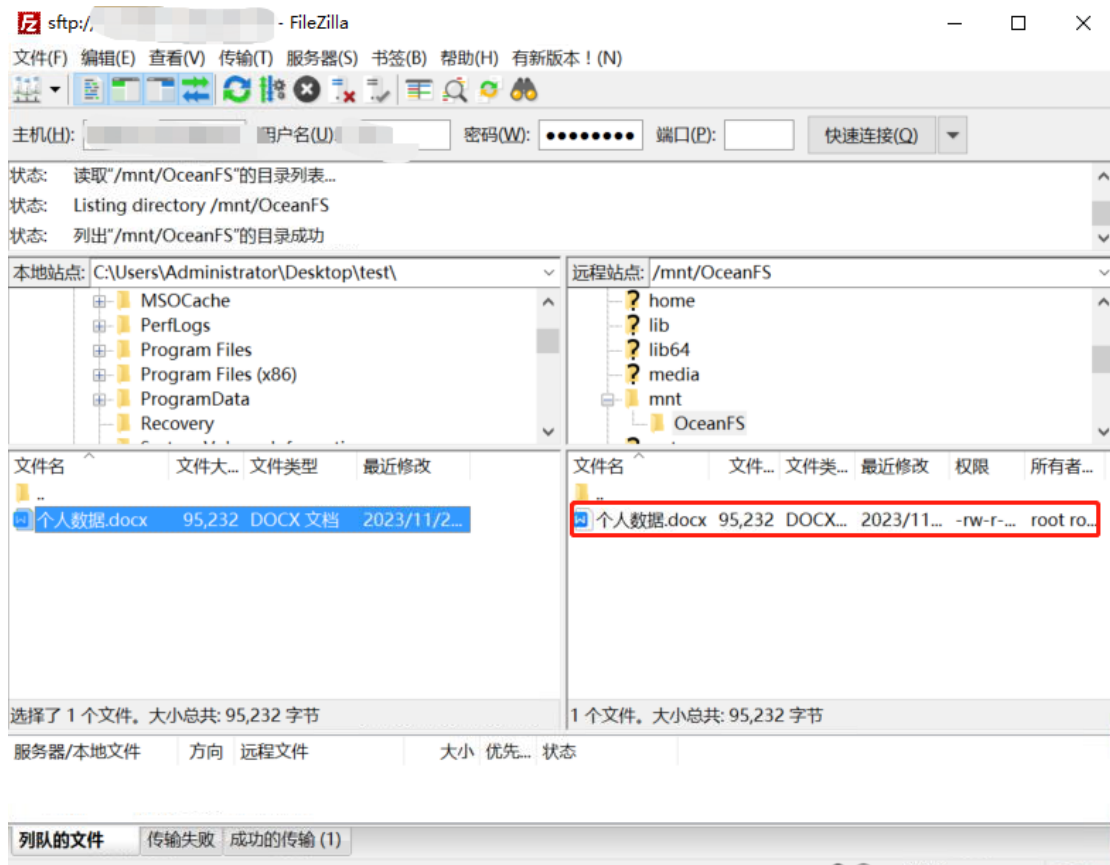 sftp:/ - FileZilla
文件(F) 编辑(E) 查看(V) 传输(T) 服务器(S) 书签(B) 帮助(H) 有新版本！(N)
主机(H): 用户名(U): 密码(W): ●●●●●●●●● 端口(P): 快速连接(Q)
状态: 读取“/mnt/OceanFS”的目录列表...
状态: Listing directory /mnt/OceanFS
状态: 列出“/mnt/OceanFS”的目录成功
本地站点: C:\Users\Administrator\Desktop\test\
MSOCache
PerfLogs
Program Files
Program Files (x86)
ProgramData
Recovery
远程站点: /mnt/OceanFS
home
lib
lib64
media
mnt
OceanFS
文件名 文件大... 文件类型 最近修改
..
个人数据.docx 95,232 DOCX 文档 2023/11/2...
选择了 1 个文件。大小总共: 95,232 字节
文件名 文件... 文件类... 最近修改 权限 所有者...
..
个人数据.docx 95,232 DOCX... 2023/11... -rw-r-... root ro...
1 个文件。大小总共: 95,232 字节
服务器/本地文件 方向 远程文件 大小 优先... 状态
列队的文件 传输失败 成功的传输 (1)